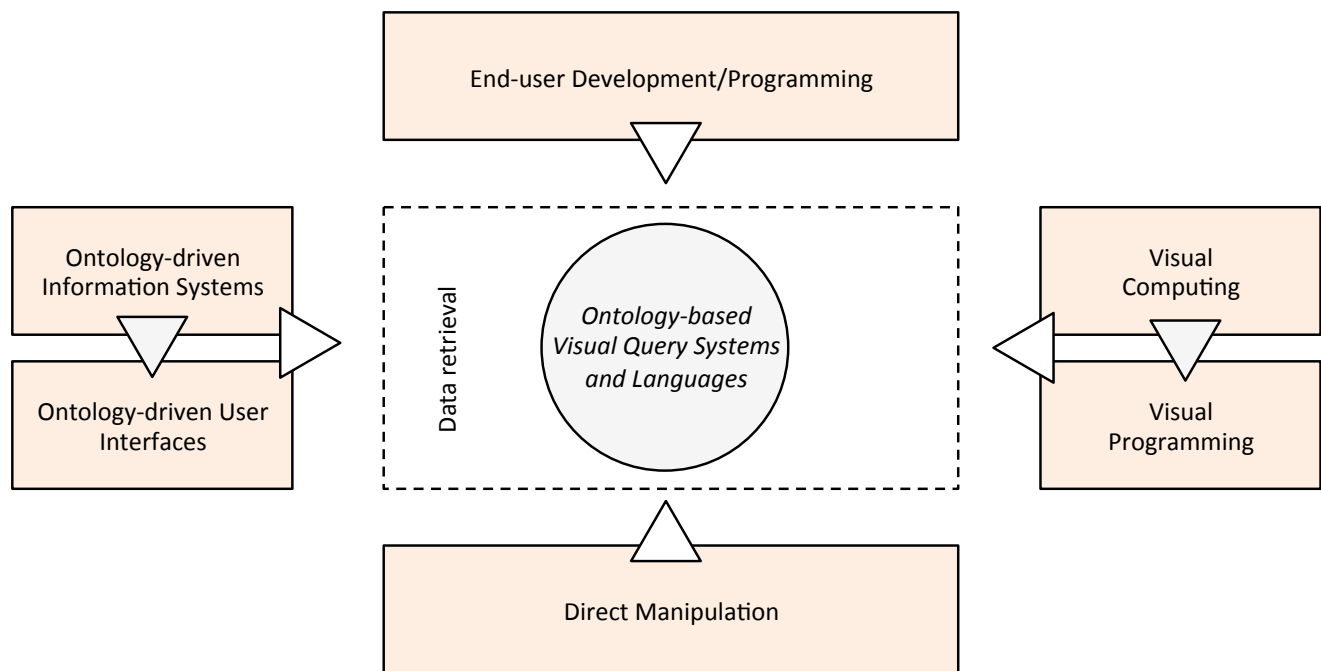 End-user Development/Programming
Ontology-driven
Information Systems
Ontology-driven User
Interfaces
Data retrieval
Ontology-based
Visual Query Systems
and Languages
Visual
Computing
Visual
Programming
Direct Manipulation